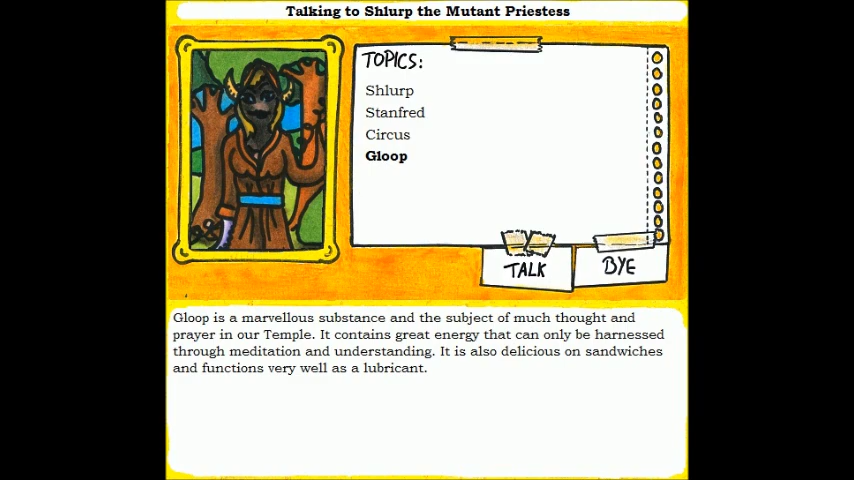 Talking to Shlurp the Mutant Priestess
TOPICS:
Shlurp
Stanfred
Circus
Gloop
TALK
BYE
Gloop is a marvellous substance and the subject of much thought and
prayer in our Temple. It contains great energy that can only be harnessed
through meditation and understanding. It is also delicious on sandwiches
and functions very well as a lubricant.